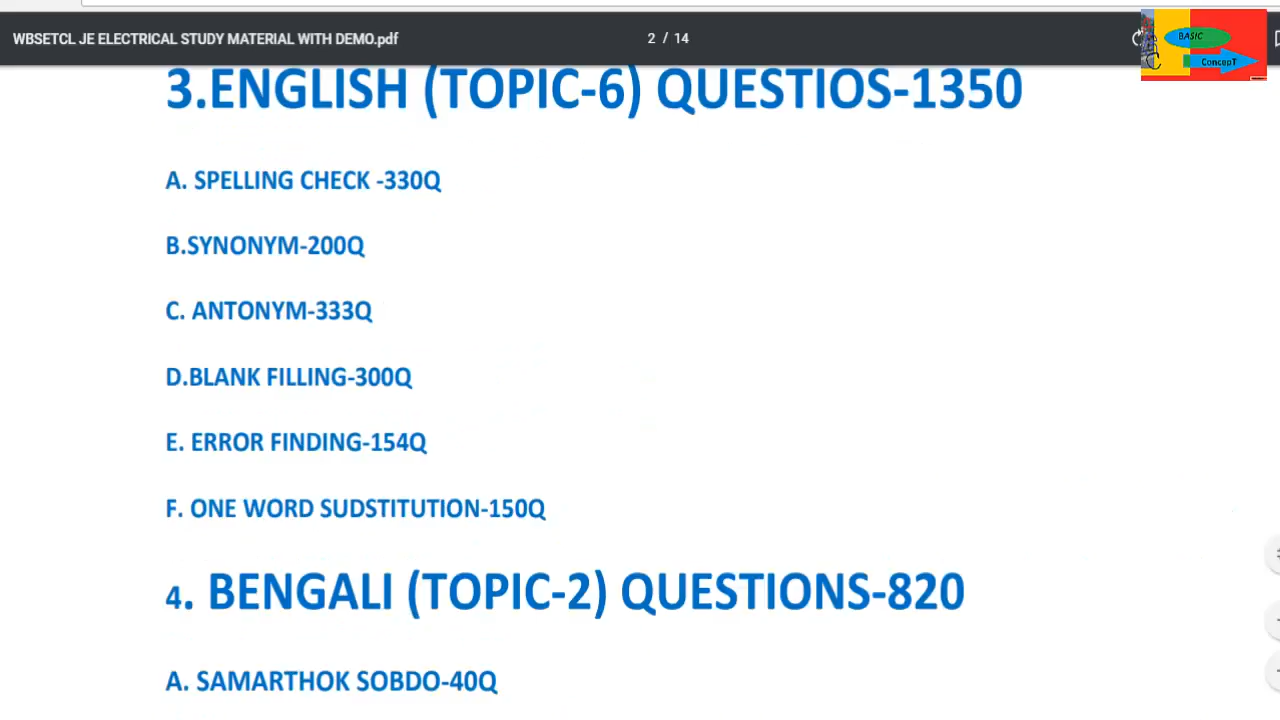 WBSETCL JE ELECTRICAL STUDY MATERIAL WITH DEMO.pdf
2 / 14
BASIC
ConcepT
3.ENGLISH (TOPIC-6) QUESTIOS-1350
A. SPELLING CHECK -330Q
B.SYNONYM-200Q
C. ANTONYM-333Q
D.BLANK FILLING-300Q
E. ERROR FINDING-154Q
F. ONE WORD SUDSTITUTION-150Q
4. BENGALI (TOPIC-2) QUESTIONS-820
A. SAMARTHOK SOBDO-40Q